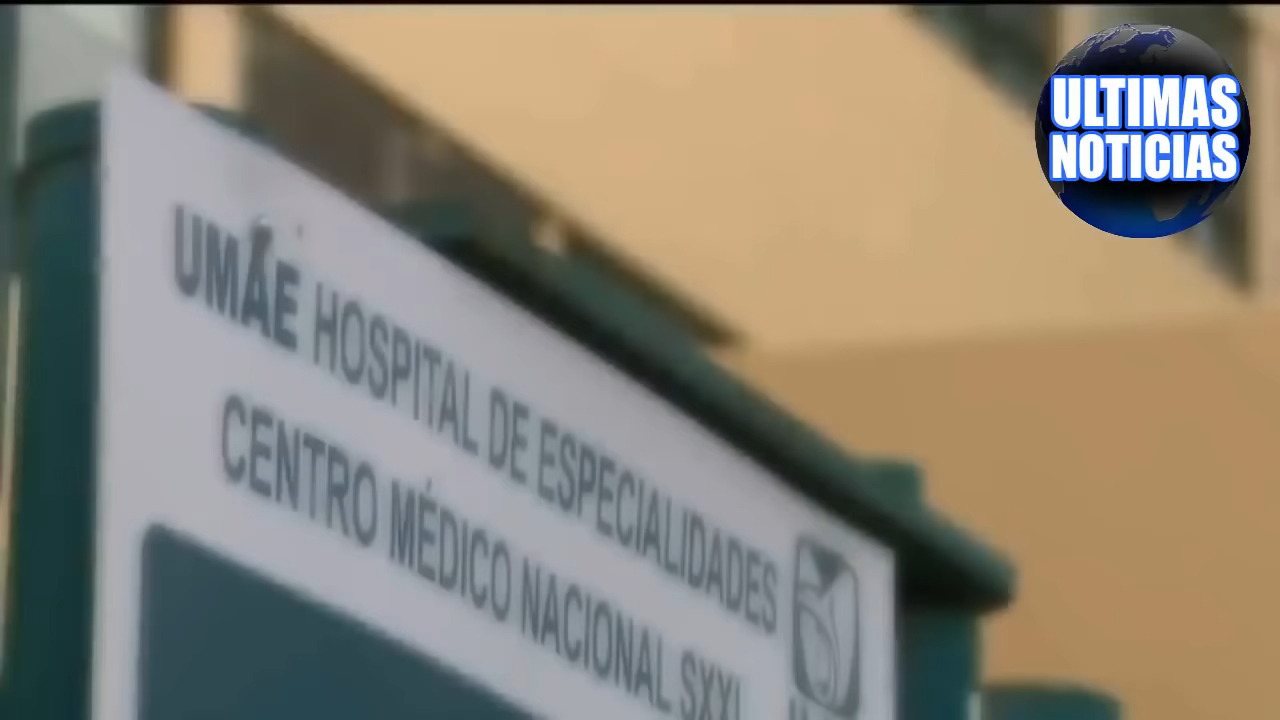 ULTIMAS
NOTICIAS
UMAE HOSPITAL DE ESPECIALIDADES
CENTRO MÉDICO NACIONAL SXXI